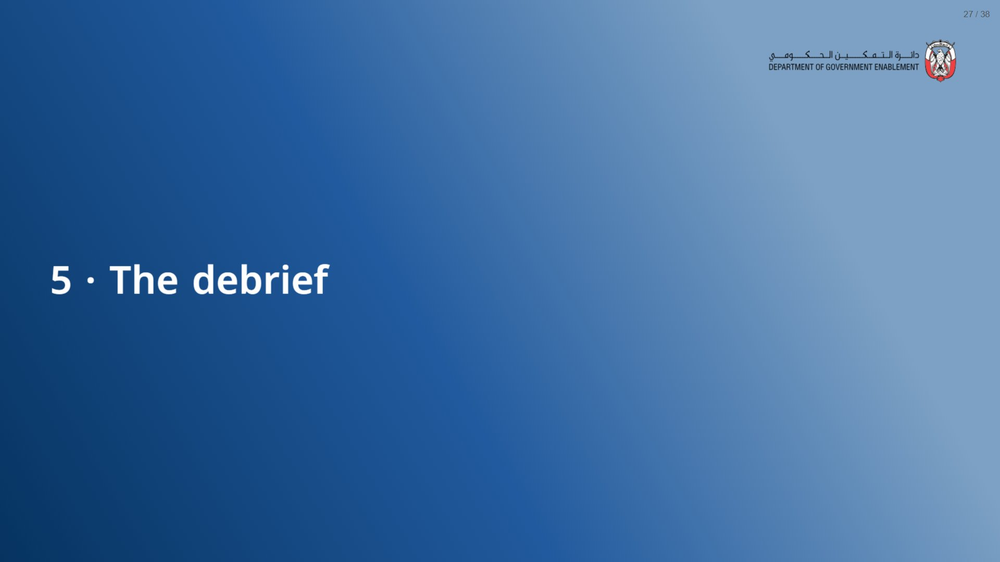 27 / 38
دائرة التمكين الحكومي
DEPARTMENT OF GOVERNMENT ENABLEMENT
5 · The debrief